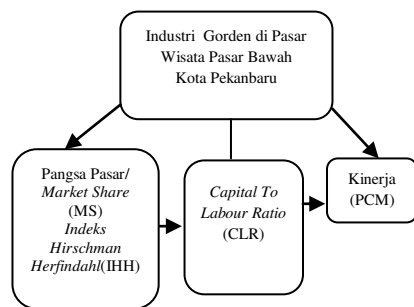 Industri Gorden di Pasar
Wisata Pasar Bawah
Kota Pekanbaru
Pangsa Pasar/
Market Share
(MS)
Indeks
Hirschman
Herfindahl(IHH)
Capital To
Labour Ratio
(CLR)
Kinerja
(PCM)